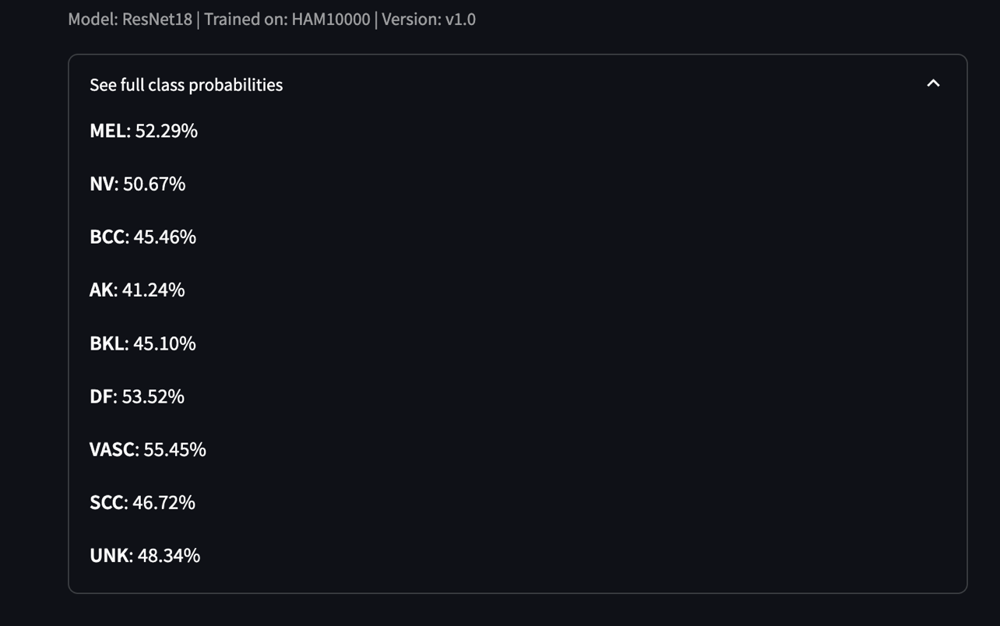 Model: ResNet18 | Trained on: HAM10000 | Version: v1.0
See full class probabilities
MEL: 52.29%
NV: 50.67%
BCC: 45.46%
AK: 41.24%
BKL: 45.10%
DF: 53.52%
VASC: 55.45%
SCC: 46.72%
UNK: 48.34%